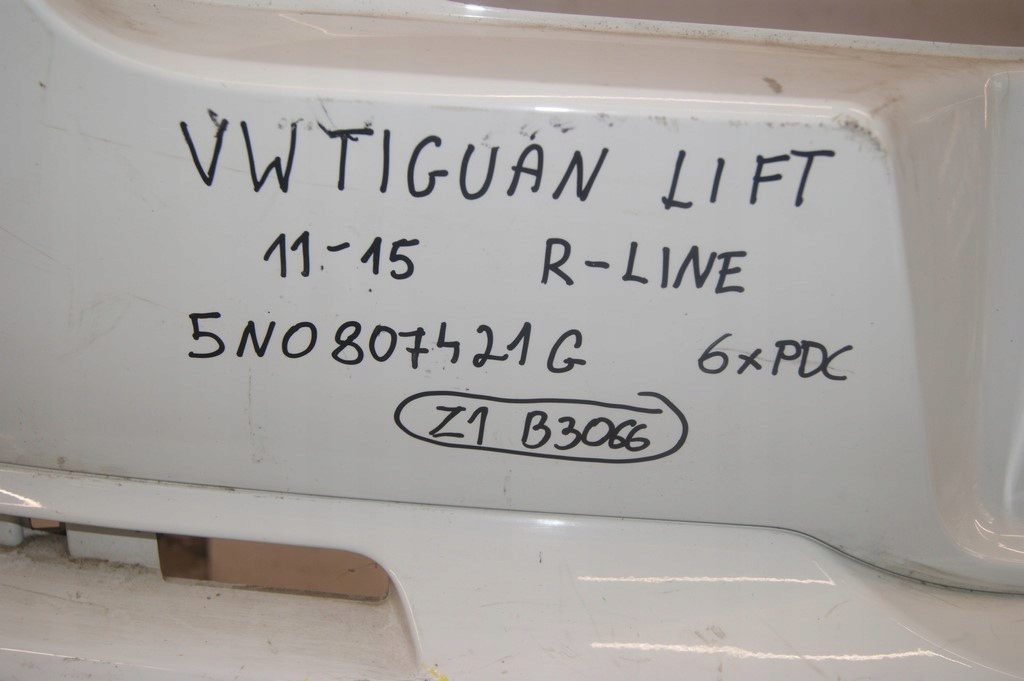 VW TIGUAN LIFT
11-15 R-LINE
5N0807421G 6xPDC
Z1 B3066